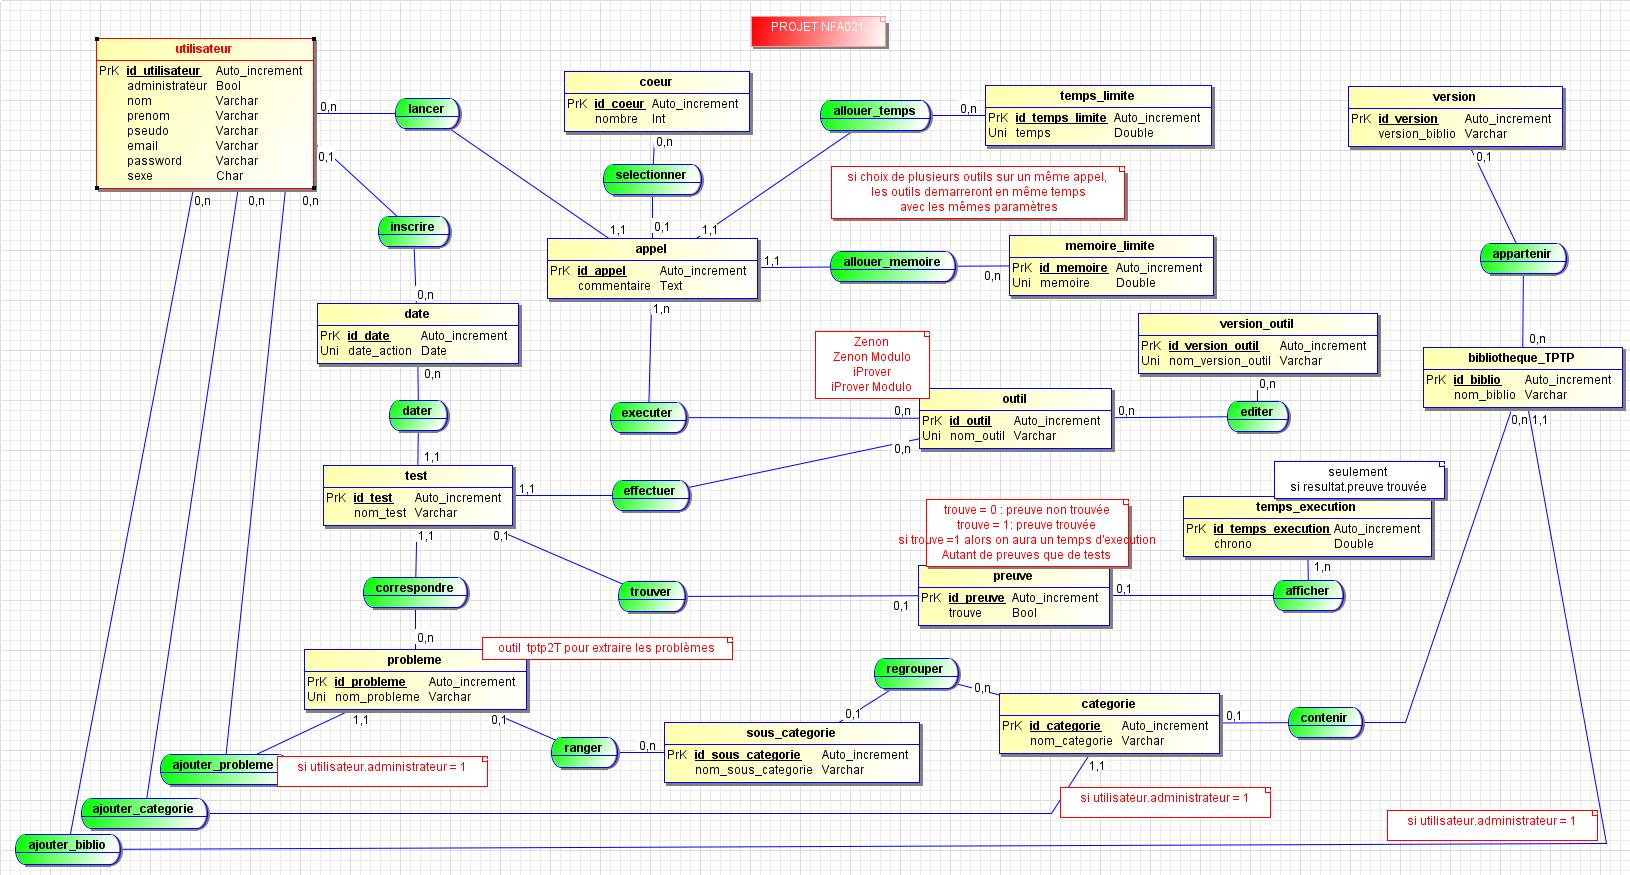 PROJET NFA021
utilisateur
PrK id_utilisateur Auto_increment
administrateur Bool
nom Varchar
prenom Varchar
pseudo Varchar
email Varchar
password Varchar
sexe Char
0,n
lancer
0,1
inscrire
0,n
0,n
0,n
coeur
PrK id_coeur Auto_increment
nombre Int
0,n
selectionner
0,1
1,1
1,1
allouer_temps
0,n
temps_limite
PrK id_temps_limite Auto_increment
Uni temps Double
version
PrK id_version Auto_increment
version_biblio Varchar
0,1
appartenir
0,n
si choix de plusieurs outils sur un même appel,
les outils demarreront en même temps
avec les mêmes paramètres
appel
PrK id_appel Auto_increment
commentaire Text
1,1
allouer_memoire
0,n
memoire_limite
PrK id_memoire Auto_increment
Uni memoire Double
1,n
0,n
date
PrK id_date Auto_increment
Uni date_action Date
0,n
dater
1,1
version_outil
PrK id_version_outil Auto_increment
Uni nom_version_outil Varchar
0,n
editer
bibliotheque_TPTP
PrK id_biblio Auto_increment
nom_biblio Varchar
0,n
1,1
Zenon
Zenon Modulo
iProver
iProver Modulo
executer
0,n
outil
PrK id_outil Auto_increment
Uni nom_outil Varchar
0,n
0,n
test
PrK id_test Auto_increment
nom_test Varchar
1,1
effectuer
1,1
0,1
seulement
si resultat.preuve trouvée
temps_execution
PrK id_temps_execution Auto_increment
chrono Double
1,n
afficher
trouve = 0 : preuve non trouvée
trouve = 1: preuve trouvée
si trouve =1 alors on aura un temps d'execution
Autant de preuves que de tests
preuve
PrK id_preuve Auto_increment
trouve Bool
0,1
0,1
trouver
correspondre
0,n
probleme
PrK id_probleme Auto_increment
Uni nom_probleme Varchar
outil tptp2T pour extraire les problèmes
1,1
0,1
ranger
0,n
regrouper
0,n
0,1
sous_categorie
PrK id_sous_categorie Auto_increment
nom_sous_categorie Varchar
categorie
PrK id_categorie Auto_increment
nom_categorie Varchar
0,1
contenir
1,1
ajouter_probleme
si utilisateur.administrateur = 1
ajouter_categorie
si utilisateur.administrateur = 1
ajouter_biblio
si utilisateur.administrateur = 1